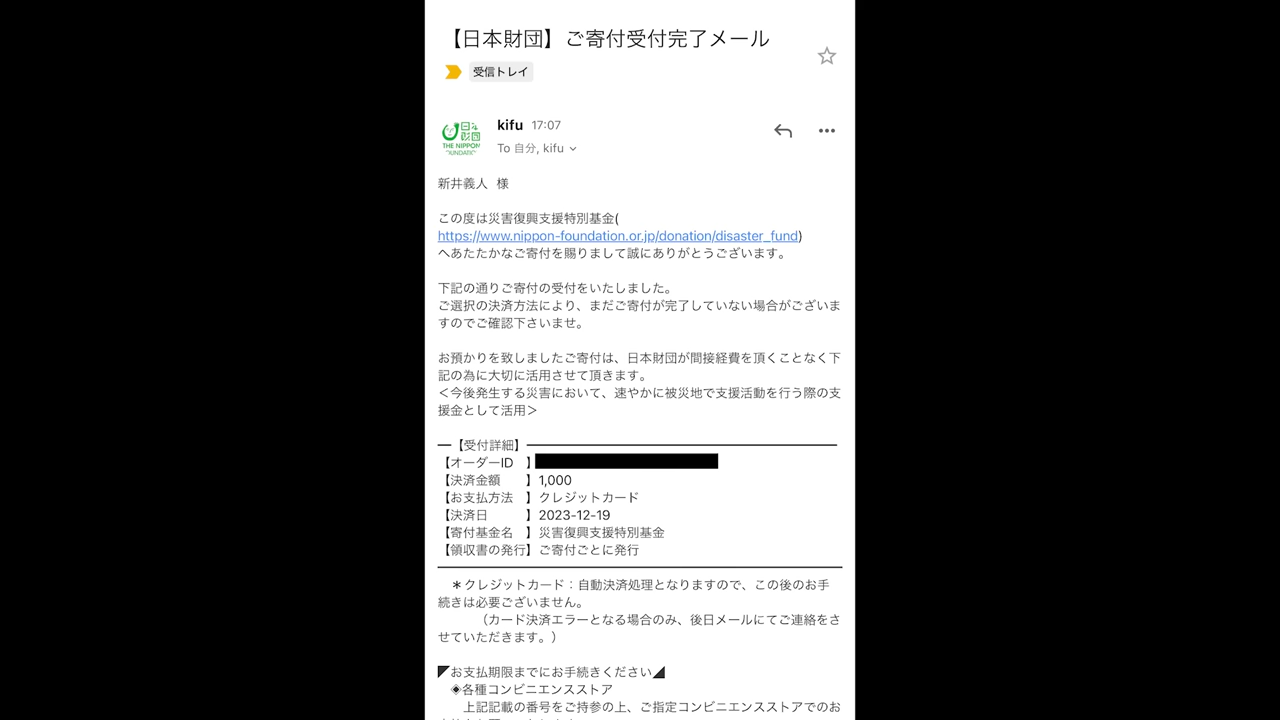 【日本財団】ご寄付受付完了メール
受信トレイ
日本財団
THE NIPPON
kifu 17:07
To 自分, kifu
新井義人 様
この度は災害復興支援特別基金(
https://www.nippon-foundation.or.jp/donation/disaster_fund)
へあたたかなご寄付を賜りまして誠にありがとうございます。
下記の通りご寄付の受付をいたしました。
ご選択の決済方法により、まだご寄付が完了していない場合がございま
すのでご確認下さいませ。
お預かりを致しましたご寄付は、日本財団が間接経費を頂くことなく下
記の為に大切に活用させて頂きます。
＜今後発生する災害において、速やかに被災地で支援活動を行う際の支
援金として活用＞
【受付詳細】
【オーダーID 】
【決済金額 】1,000
【お支払方法 】クレジットカード
【決済日 】2023-12-19
【寄付基金名 】災害復興支援特別基金
【領収書の発行】ご寄付ごとに発行
＊クレジットカード：自動決済処理となりますので、この後のお手
続きは必要ございません。
（カード決済エラーとなる場合のみ、後日メールにてご連絡をさ
せていただきます。）
◤お支払期限までにお手続きください◢
◈各種コンビニエンスストア
上記記載の番号をご持参の上、ご指定コンビニエンスストアでのお